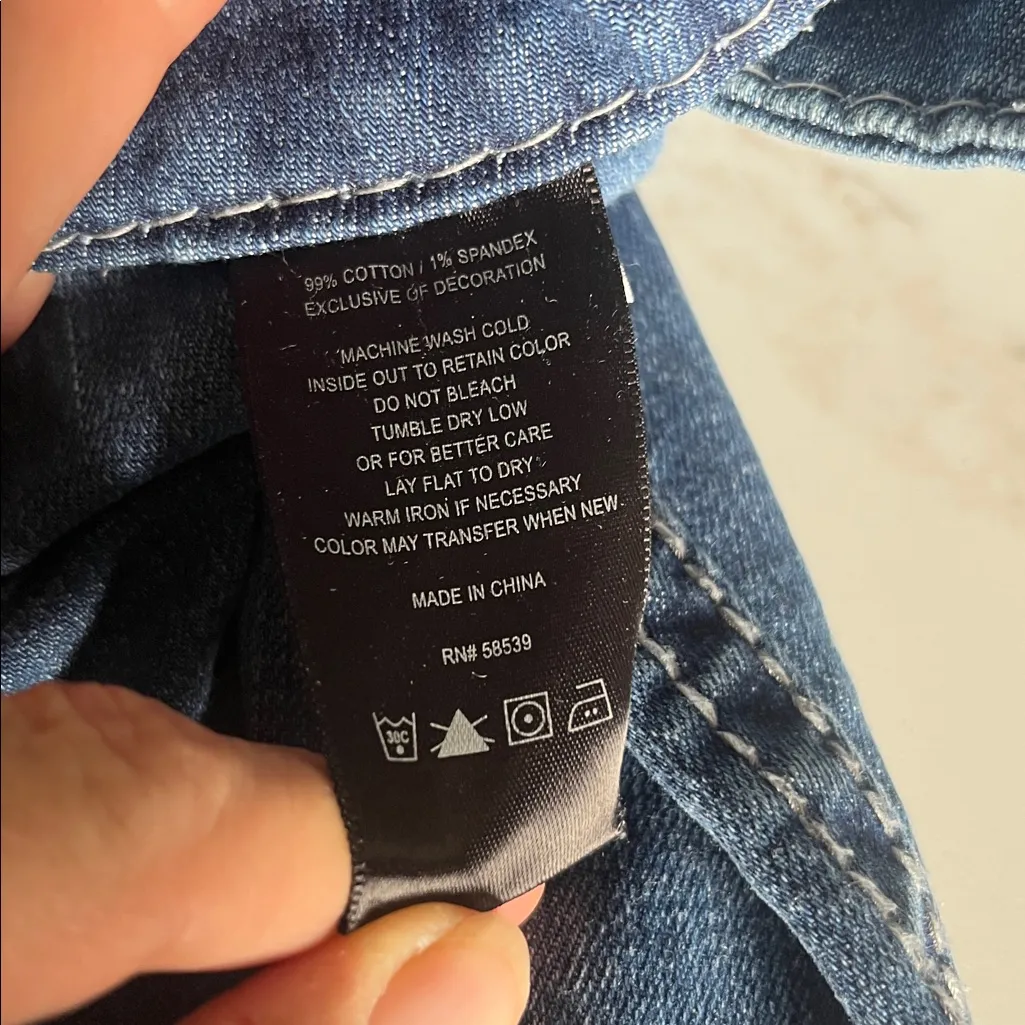 99% COTTON / 1% SPANDEX
EXCLUSIVE OF DECORATION
MACHINE WASH COLD
INSIDE OUT TO RETAIN COLOR
DO NOT BLEACH
TUMBLE DRY LOW
OR FOR BETTER CARE
LAY FLAT TO DRY
WARM IRON IF NECESSARY
COLOR MAY TRANSFER WHEN NEW
MADE IN CHINA
RN# 58539
30C